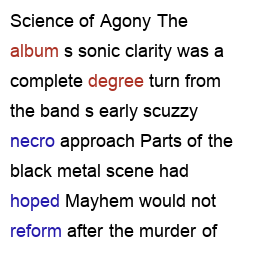 Science of Agony The
album s sonic clarity was a
complete degree turn from
the band s early scuzzy
necro approach Parts of the
black metal scene had
hoped Mayhem would not
reform after the murder of